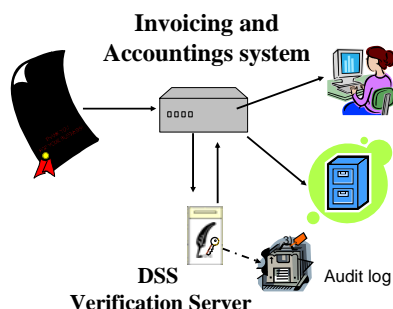 Invoicing and
Accountings system
Audit log
DSS
Verification Server